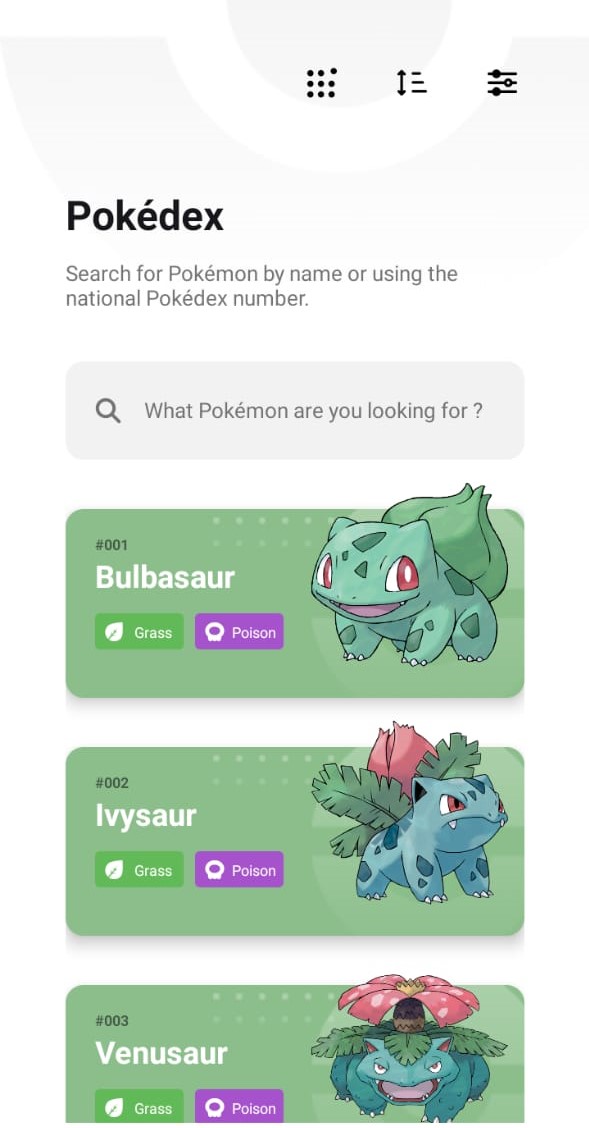 Pokédex
Search for Pokémon by name or using the
national Pokédex number.
What Pokémon are you looking for ?
#001
Bulbasaur
Grass Poison
#002
Ivysaur
Grass Poison
#003
Venusaur
Grass Poison